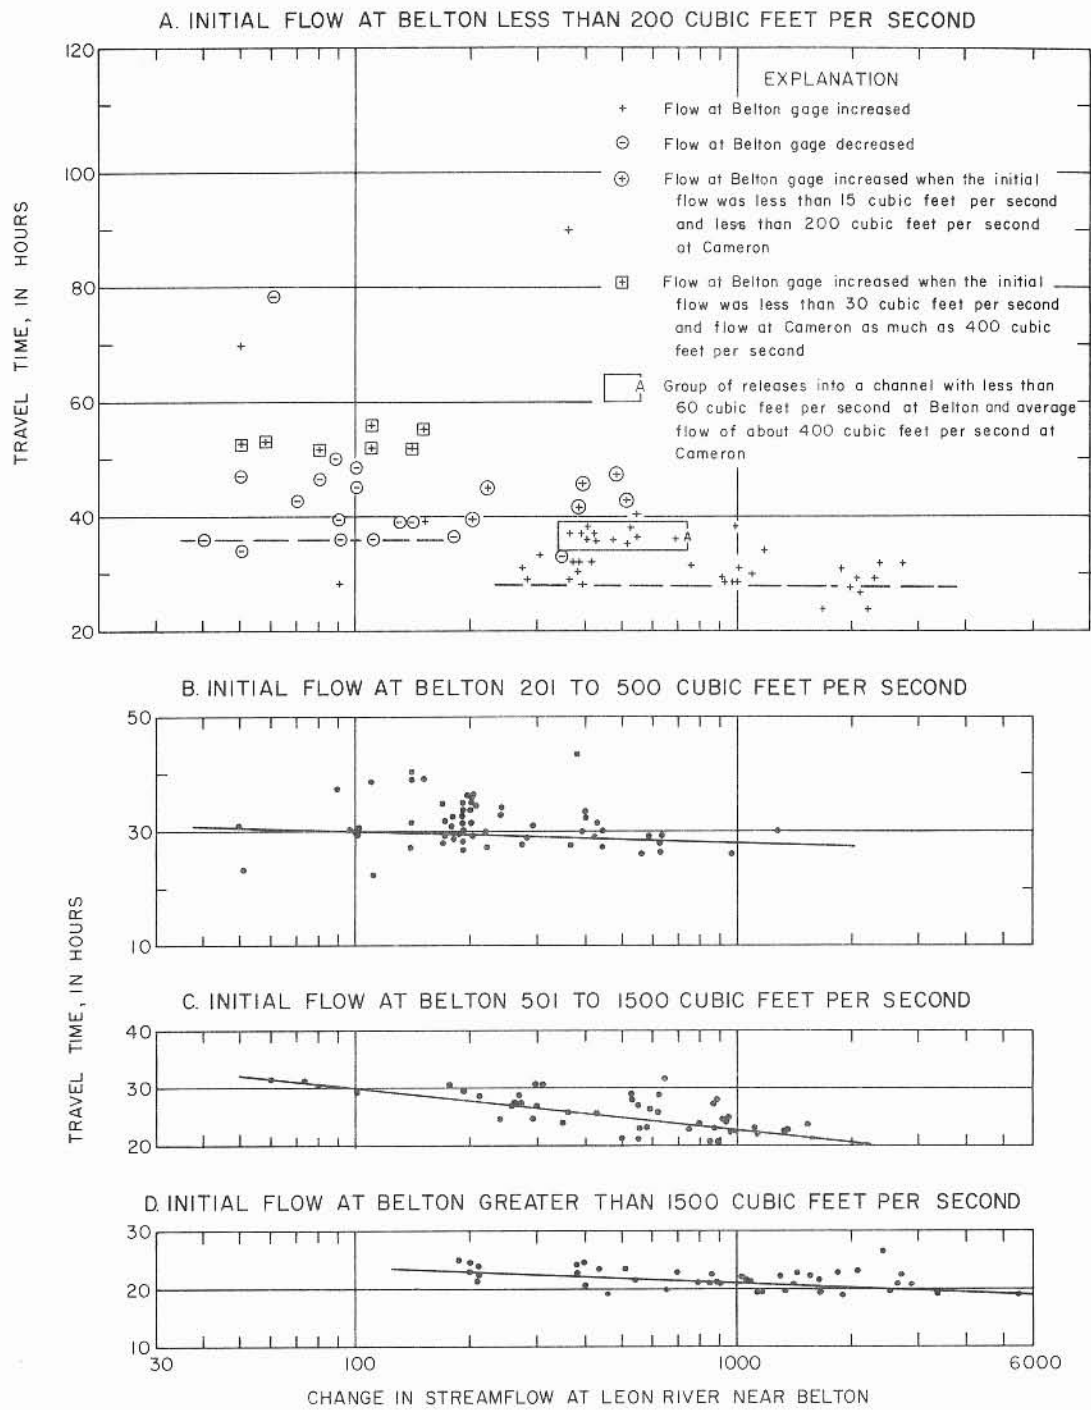 A. INITIAL FLOW AT BELTON LESS THAN 200 CUBIC FEET PER SECOND
120
100
80
60
40
20
TRAVEL TIME, IN HOURS
EXPLANATION
Flow at Belton gage increased
Flow at Belton gage decreased
Flow at Belton gage increased when the initial
flow was less than 15 cubic feet per second
and less than 200 cubic feet per second
at Cameron
Flow at Belton gage increased when the initial
flow was less than 30 cubic feet per second
and flow at Cameron as much as 400 cubic
feet per second
A
Group of releases into a channel with less than
60 cubic feet per second at Belton and average
flow of about 400 cubic feet per second at
Cameron
A
B. INITIAL FLOW AT BELTON 201 TO 500 CUBIC FEET PER SECOND
50
30
10
TRAVEL TIME, IN HOURS
C. INITIAL FLOW AT BELTON 501 TO 1500 CUBIC FEET PER SECOND
40
30
20
D. INITIAL FLOW AT BELTON GREATER THAN 1500 CUBIC FEET PER SECOND
30
20
10
30 100 1000 6000
CHANGE IN STREAMFLOW AT LEON RIVER NEAR BELTON